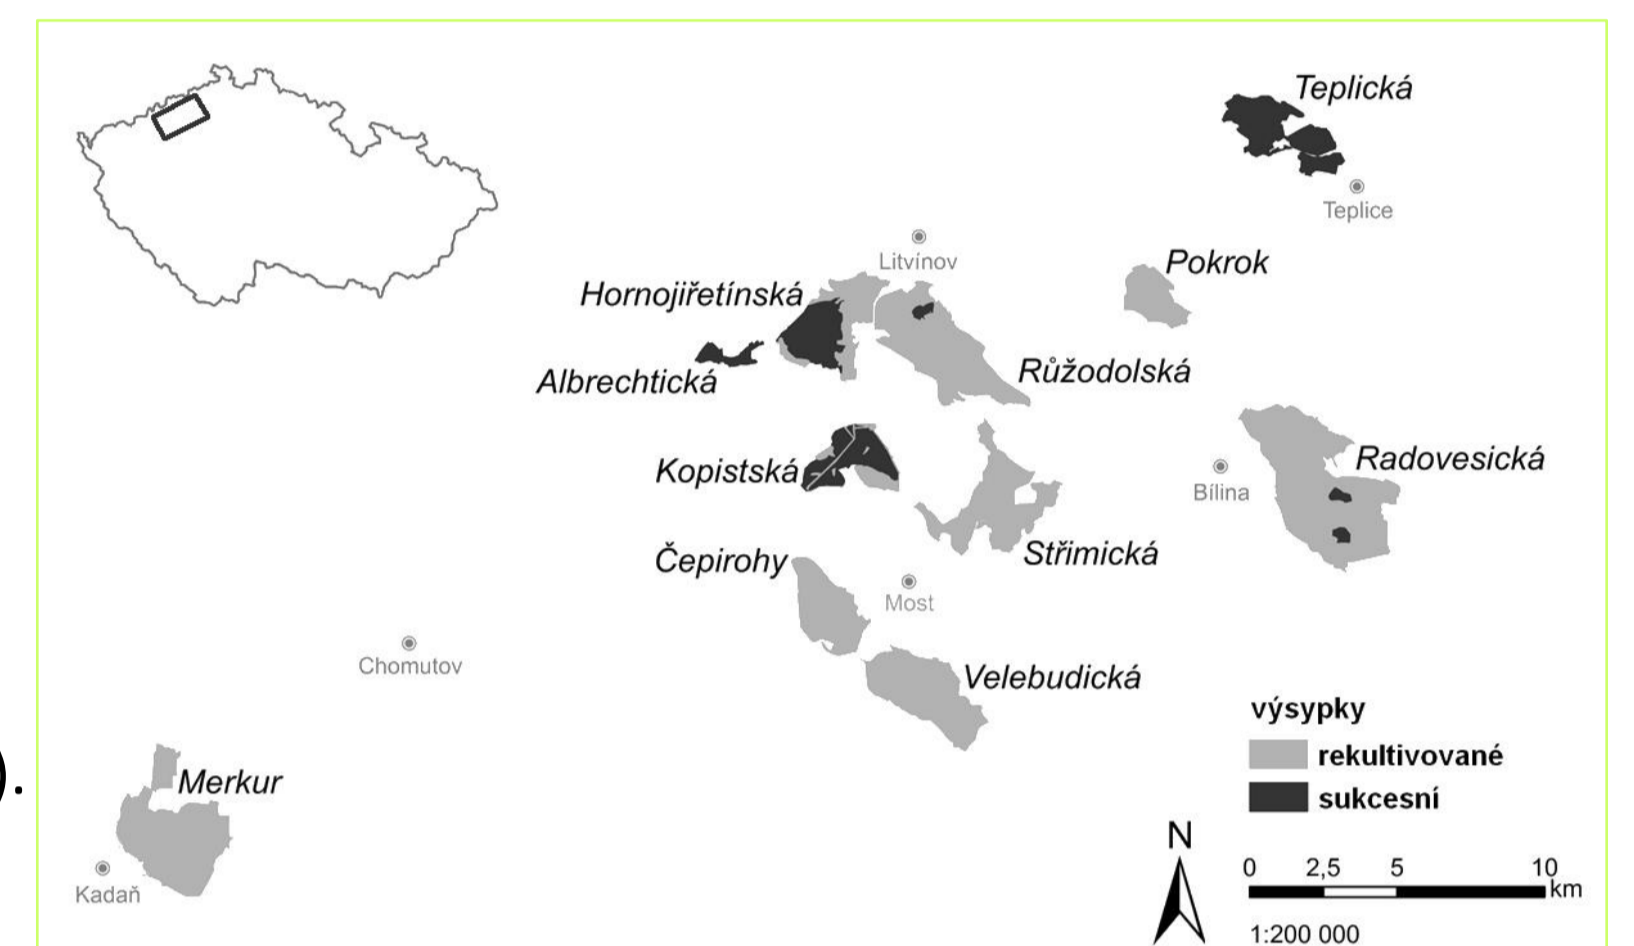 Teplická
Teplice
Litvínov
Pokrok
Hornojiřetínská
Albrechtická
Růžodolská
Kopistská
Radovesická
Bílina
Střimická
Čepirohy
Most
Chomutov
Velebudická
výsypky
rekultivované
sukcesní
Merkur
).
Kadaň
N
0 2,5 5 10
km
1:200 000